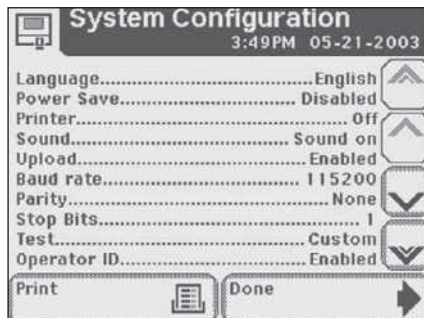 System Configuration
3:49PM 05-21-2003
Language..............................English
Power Save......................... Disabled
Printer....................................... Off
Sound.................................Sound on
Upload................................Enabled
Baud rate............................ 115200
Parity.....................................None
Stop Bits..................................... 1
Test....................................Custom
Operator ID.........................Enabled
Print
Done